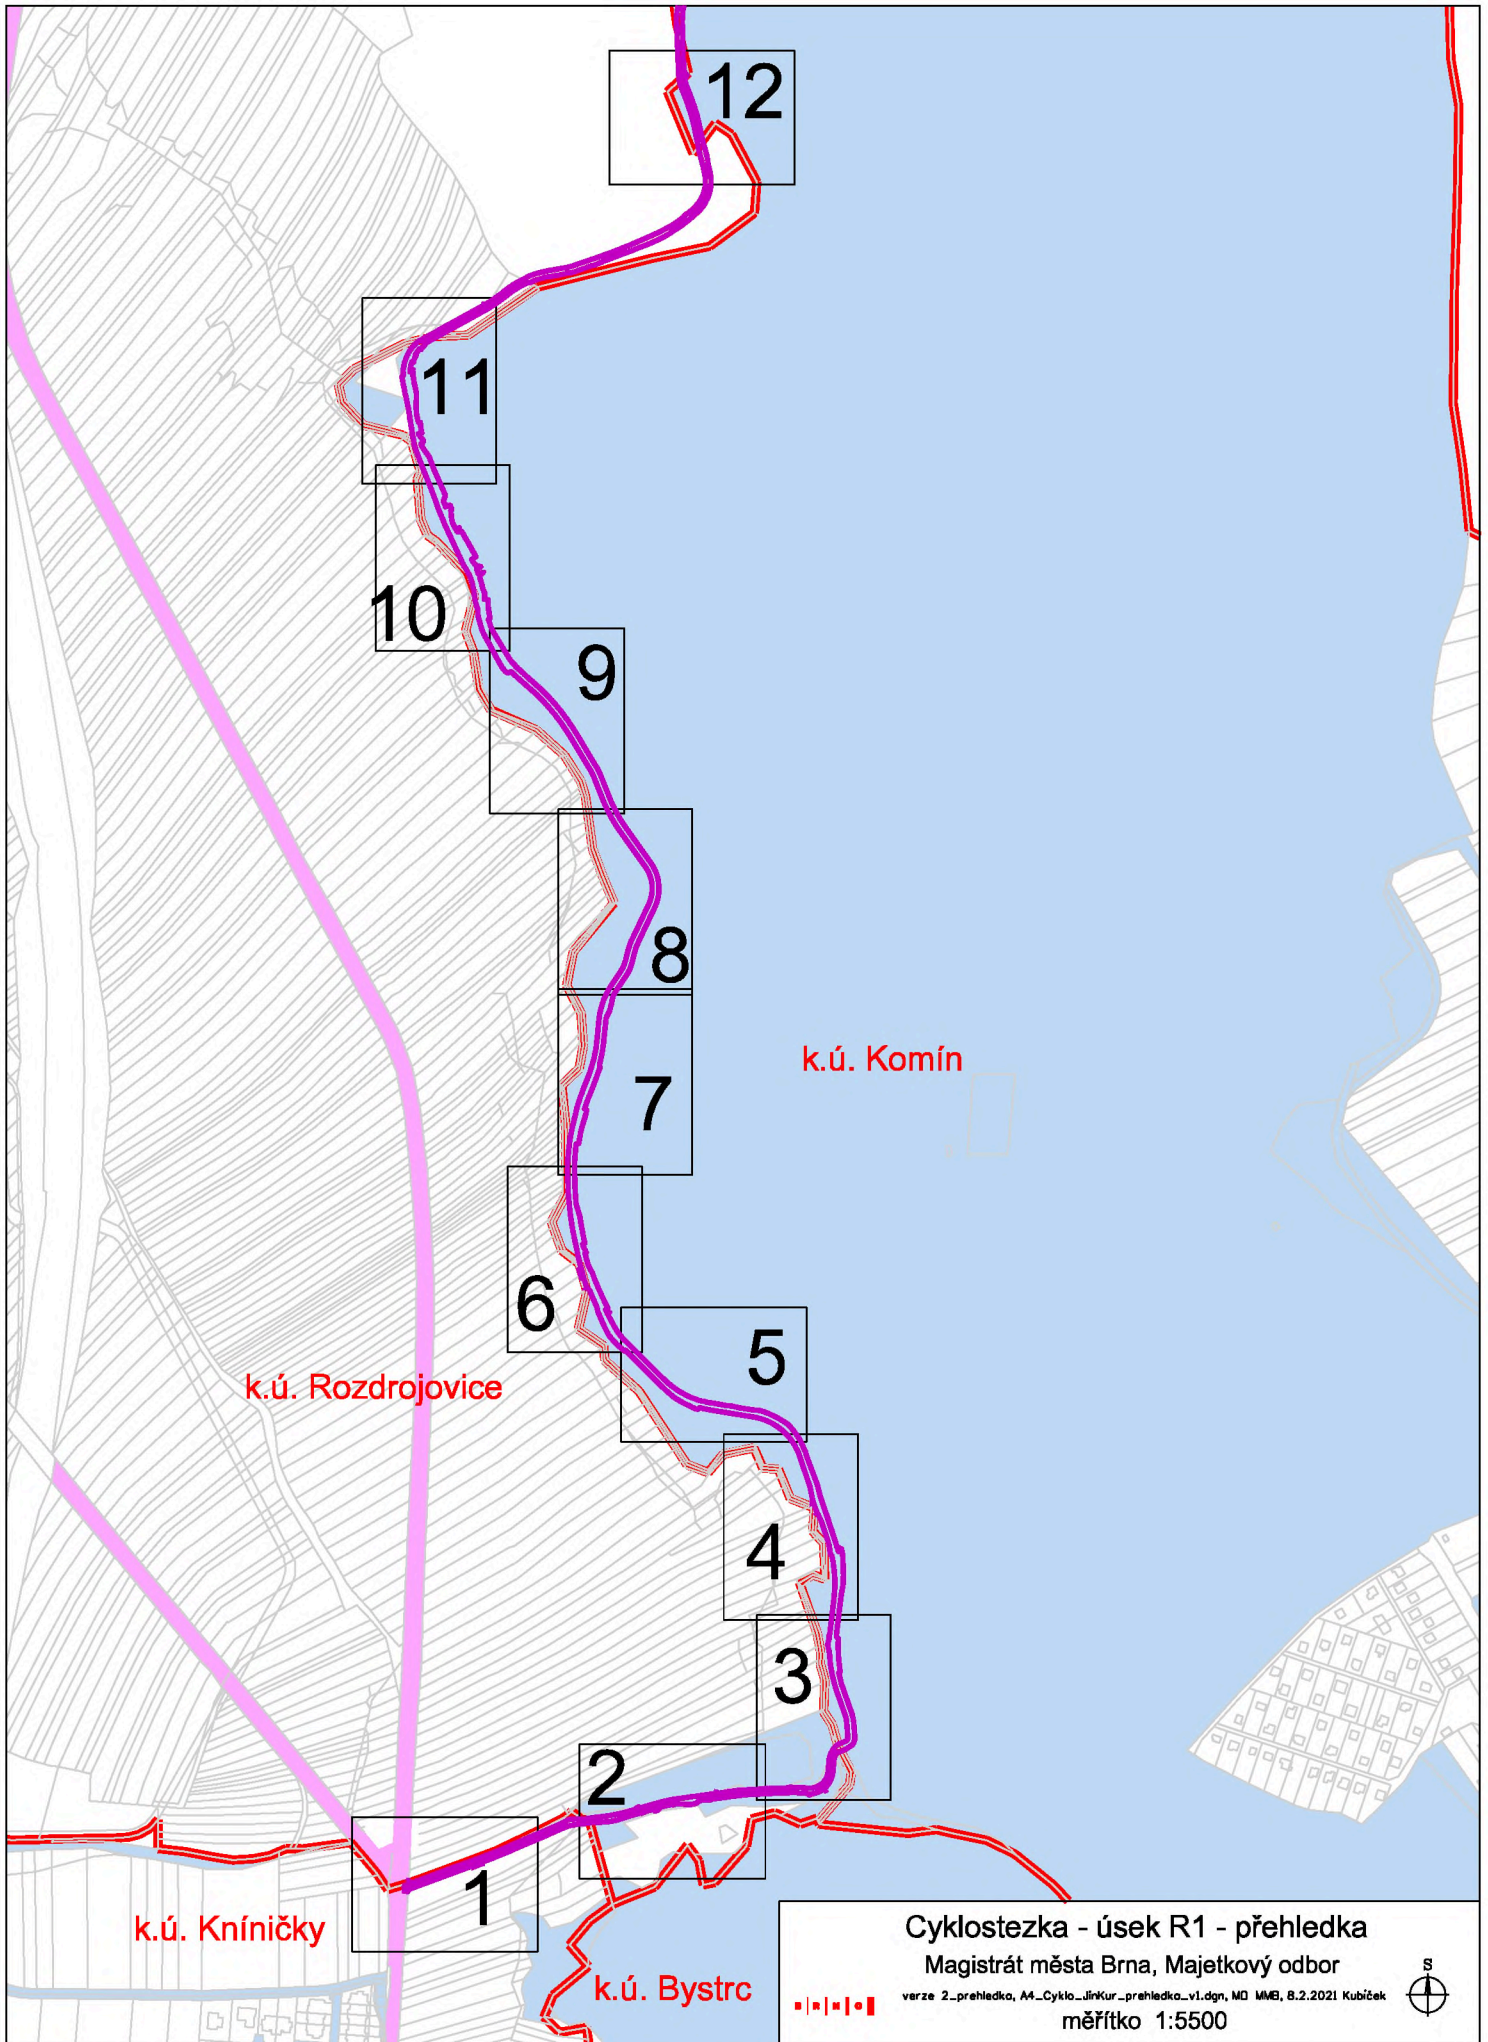 12
11
10
9
8
k.ú. Komín
7
6
5
k.ú. Rozdrojovice
4
3
2
1
k.ú. Kníničky
k.ú. Bystrc
Cyklostezka - úsek R1 - přehledka
Magistrát města Brna, Majetkový odbor
B R N O
verze 2_prehledka, A4_Cyklo_JinKur_prehledka_v1.dgn, MO MMB, 8.2.2021 Kubíček
S
měřítko 1:5500